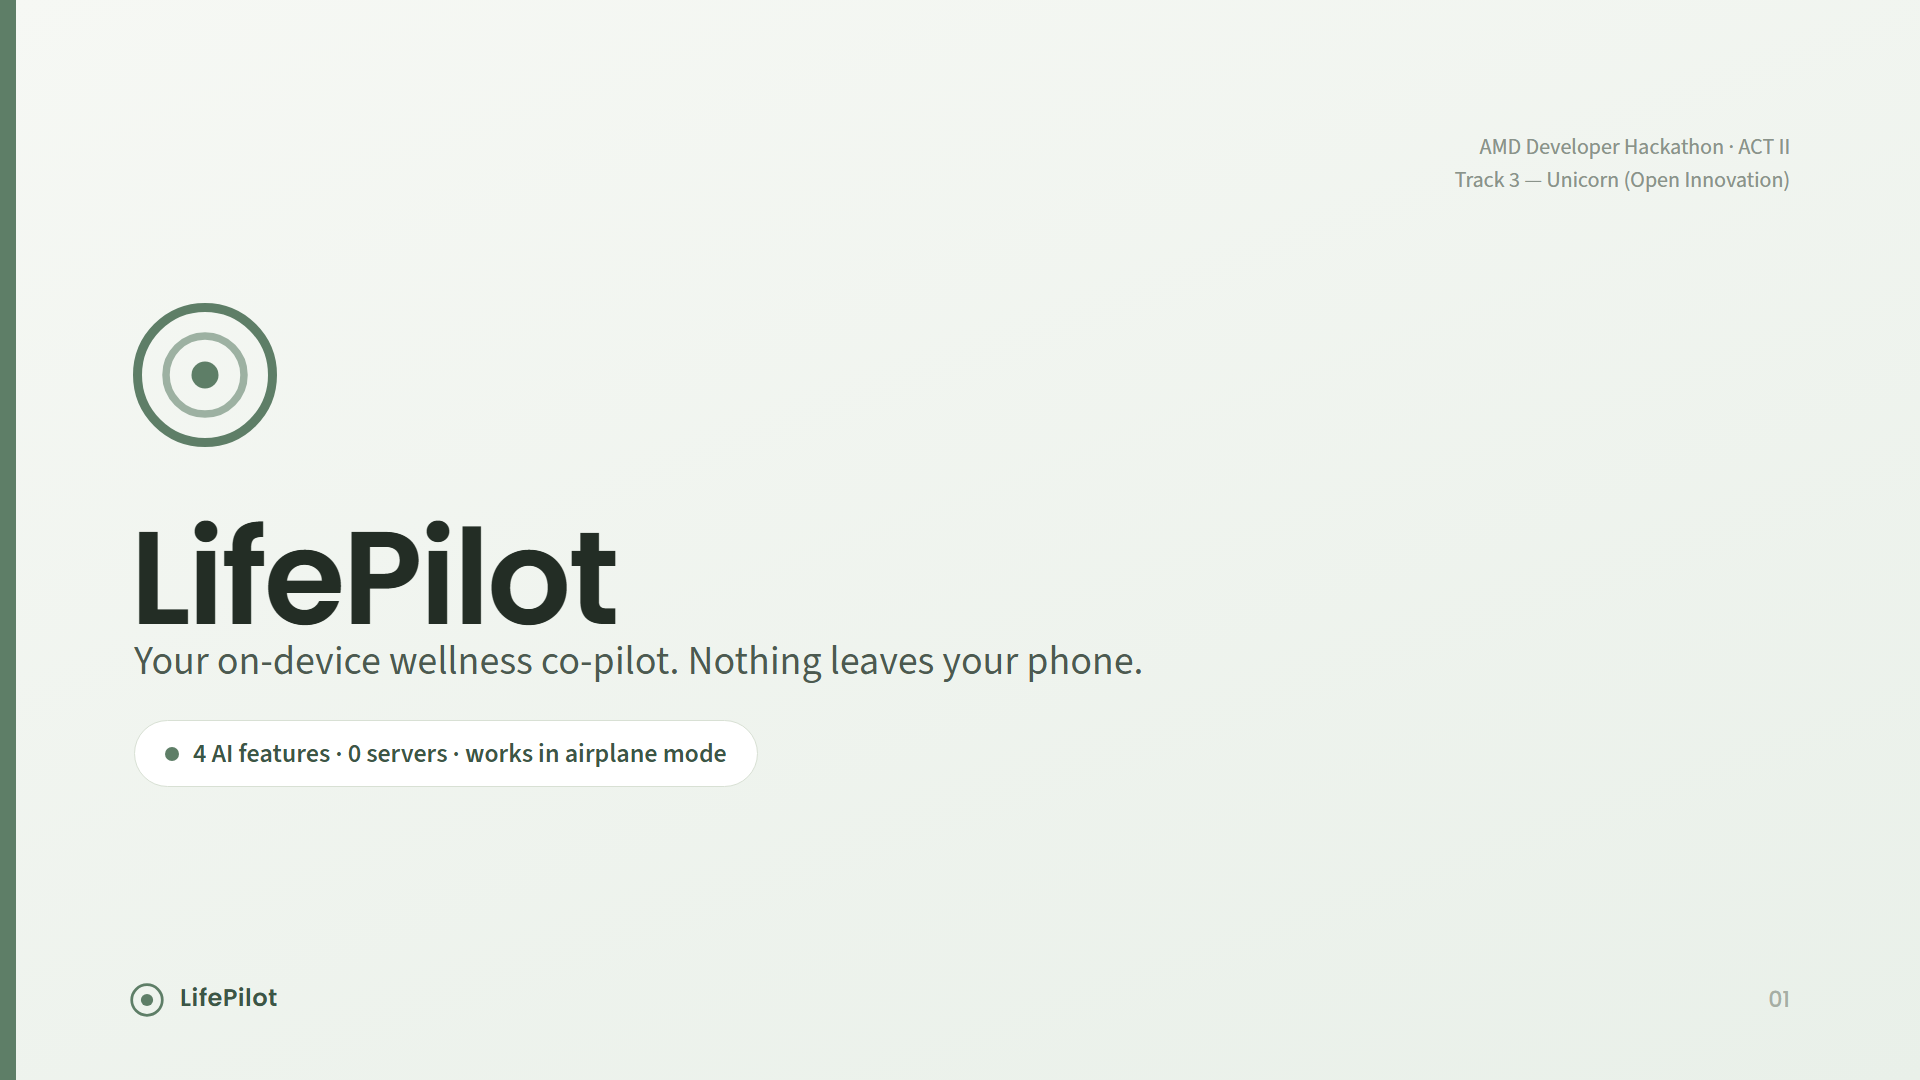 AMD Developer Hackathon · ACT II
Track 3 — Unicorn (Open Innovation)
LifePilot
Your on-device wellness co-pilot. Nothing leaves your phone.
4 AI features · 0 servers · works in airplane mode
LifePilot
01